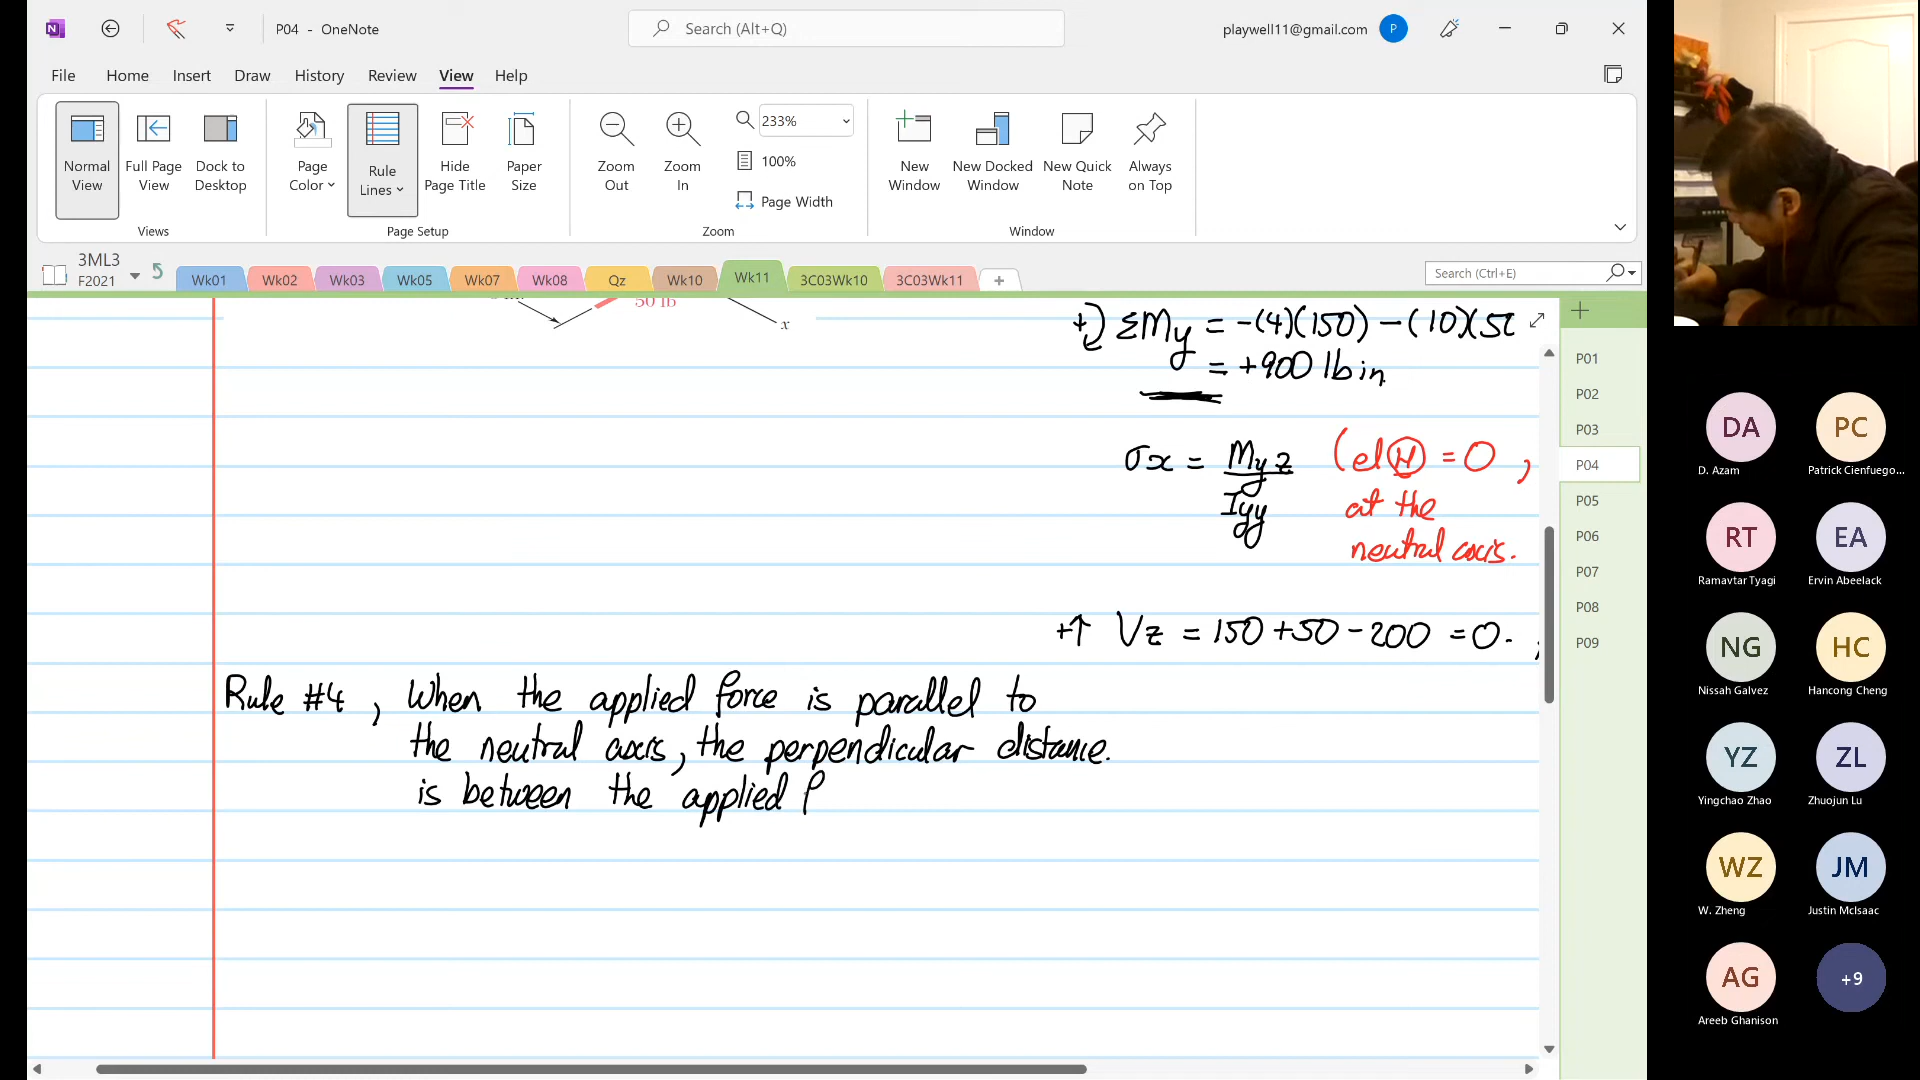 P04 - OneNote
Search (Alt+Q)
playwell11@gmail.com
P
File Home Insert Draw History Review View Help
Normal View
Full Page View
Dock to Desktop
Views
Page Color
Rule Lines
Hide Page Title
Paper Size
Page Setup
Zoom Out
Zoom In
233%
100%
Page Width
Zoom
New Window
New Docked Window
New Quick Note
Always on Top
Window
3ML3
F2021
Wk01 Wk02 Wk03 Wk05 Wk07 Wk08 Qz Wk10 Wk11 3C03Wk10 3C03Wk11
Search (Ctrl+E)
50 lb
x
ΣMy = -(4)(150) - (10)(50
= +900 lb in.
σx = My z / Iyy
(el H = 0,
at the
neutral axis.
+↑ Vz = 150 + 50 - 200 = 0.,
Rule #4, When the applied force is parallel to
the neutral axis, the perpendicular distance.
is between the applied f
P01
P02
P03
P04
P05
P06
P07
P08
P09
DA
D. Azam
PC
Patrick Cienfuego...
RT
Ramavtar Tyagi
EA
Ervin Abeelack
NG
Nissah Galvez
HC
Hancong Cheng
YZ
Yingchao Zhao
ZL
Zhuojun Lu
WZ
W. Zheng
JM
Justin McIsaac
AG
Areeb Ghanison
+9